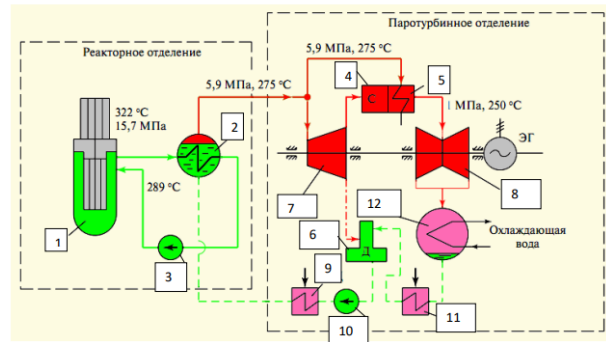 Паротурбинное отделение
Реакторное отделение
5,9 МПа, 275 °С
4
5
5,9 МПа, 275 °С
С
МПа, 250 °С
322 °С
15,7 МПа
2
ЭГ
289 °С
7
12
8
1
3
6
Д
Охлаждающая
вода
9
10
11